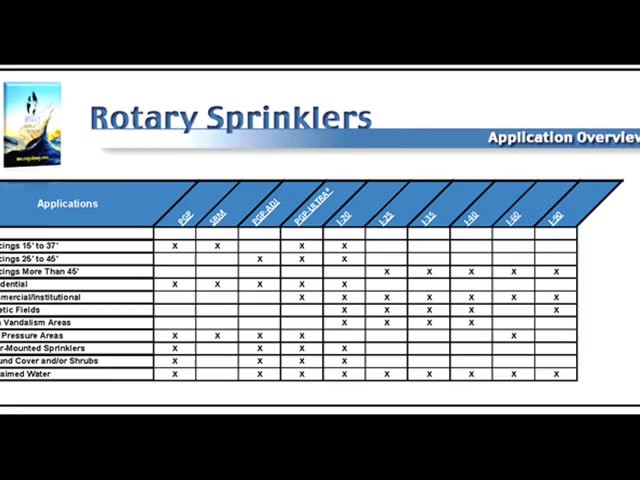 Rotary Sprinklers
Application Overview
Applications PGP SRM PGP-ADJ PGP-ULTRA® I-20 I-25 I-35 I-40 I-60 I-90
cings 15' to 37' X X X X
cings 25' to 45' X X X
cings More Than 45' X X X X X
dential X X X X X
mercial/Institutional X X X X X X X
etic Fields X X X X X
Vandalism Areas X X X X
Pressure Areas X X X X X
r-Mounted Sprinklers X X X X
und Cover and/or Shrubs X X X X
aimed Water X X X X X X X X X